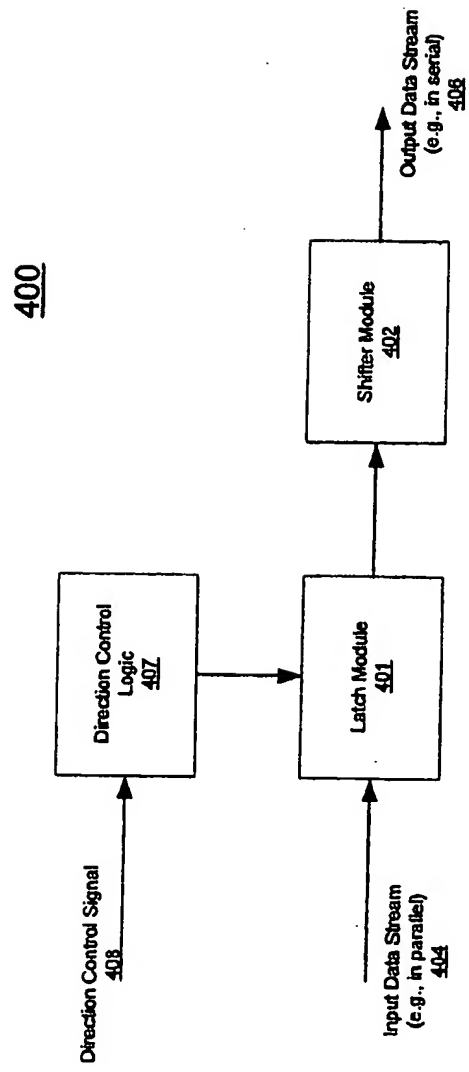 400
Direction Control Signal
408
Direction Control
Logic
407
Input Data Stream
(e.g., in parallel)
404
Latch Module
401
Shifter Module
402
Output Data Stream
(e.g., in serial)
406